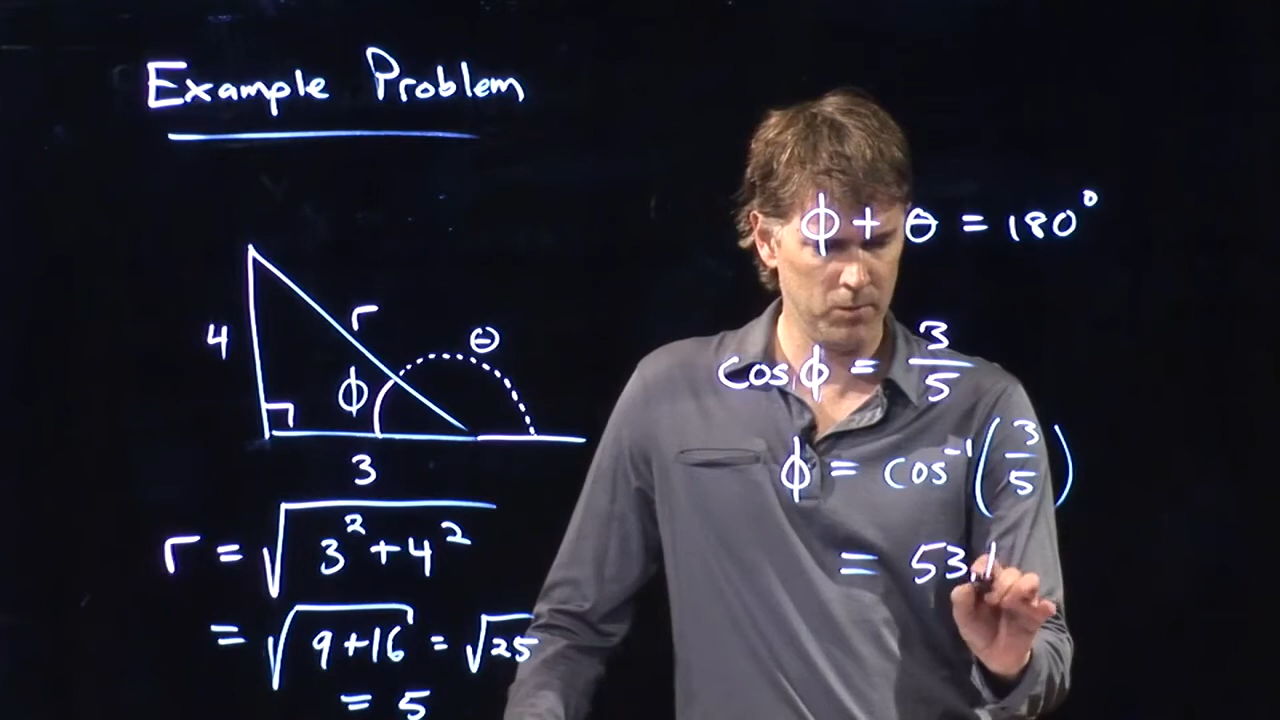 Example Problem
ϕ + θ = 180°
4
r
θ
ϕ
3
cos ϕ = 3/5
ϕ = cos⁻¹(3/5)
= 53.1
r = √(3² + 4²)
= √(9+16) = √25
= 5